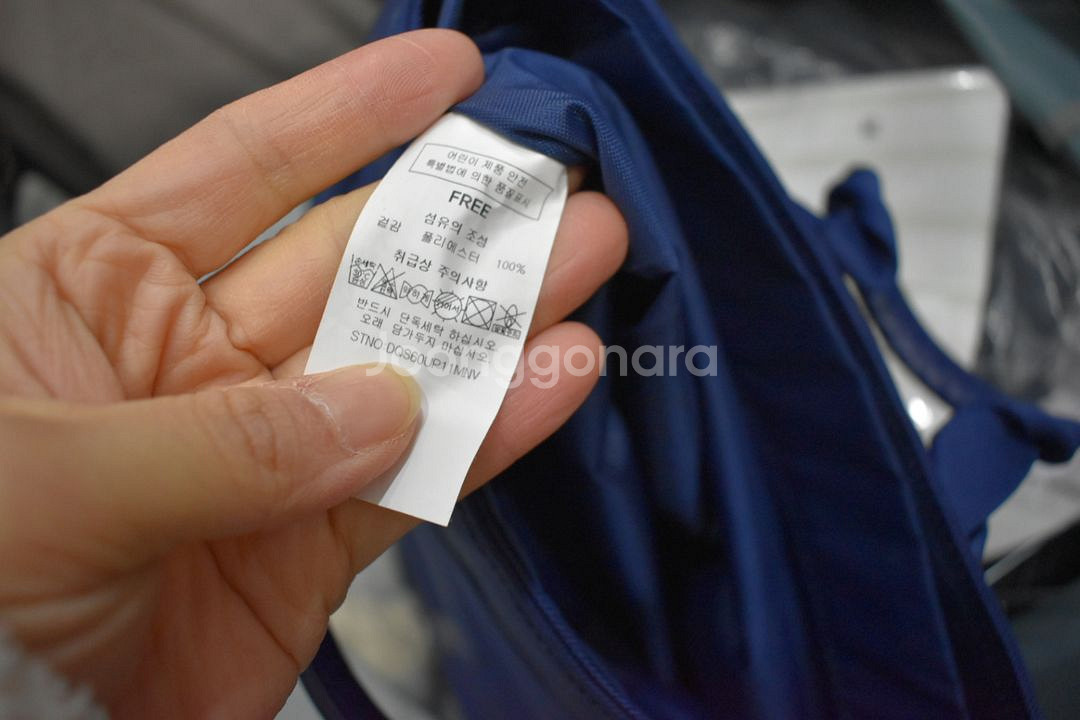 어린이 제품 안전
특별법에 의한 품질표시
FREE
섬유의 조성
겉감 폴리에스터 100%
취급상 주의사항
손세탁
반드시 단독세탁 하십시오
오래 담가두지 마십시오
STNO:DQS60UP11MNV
joonggonara